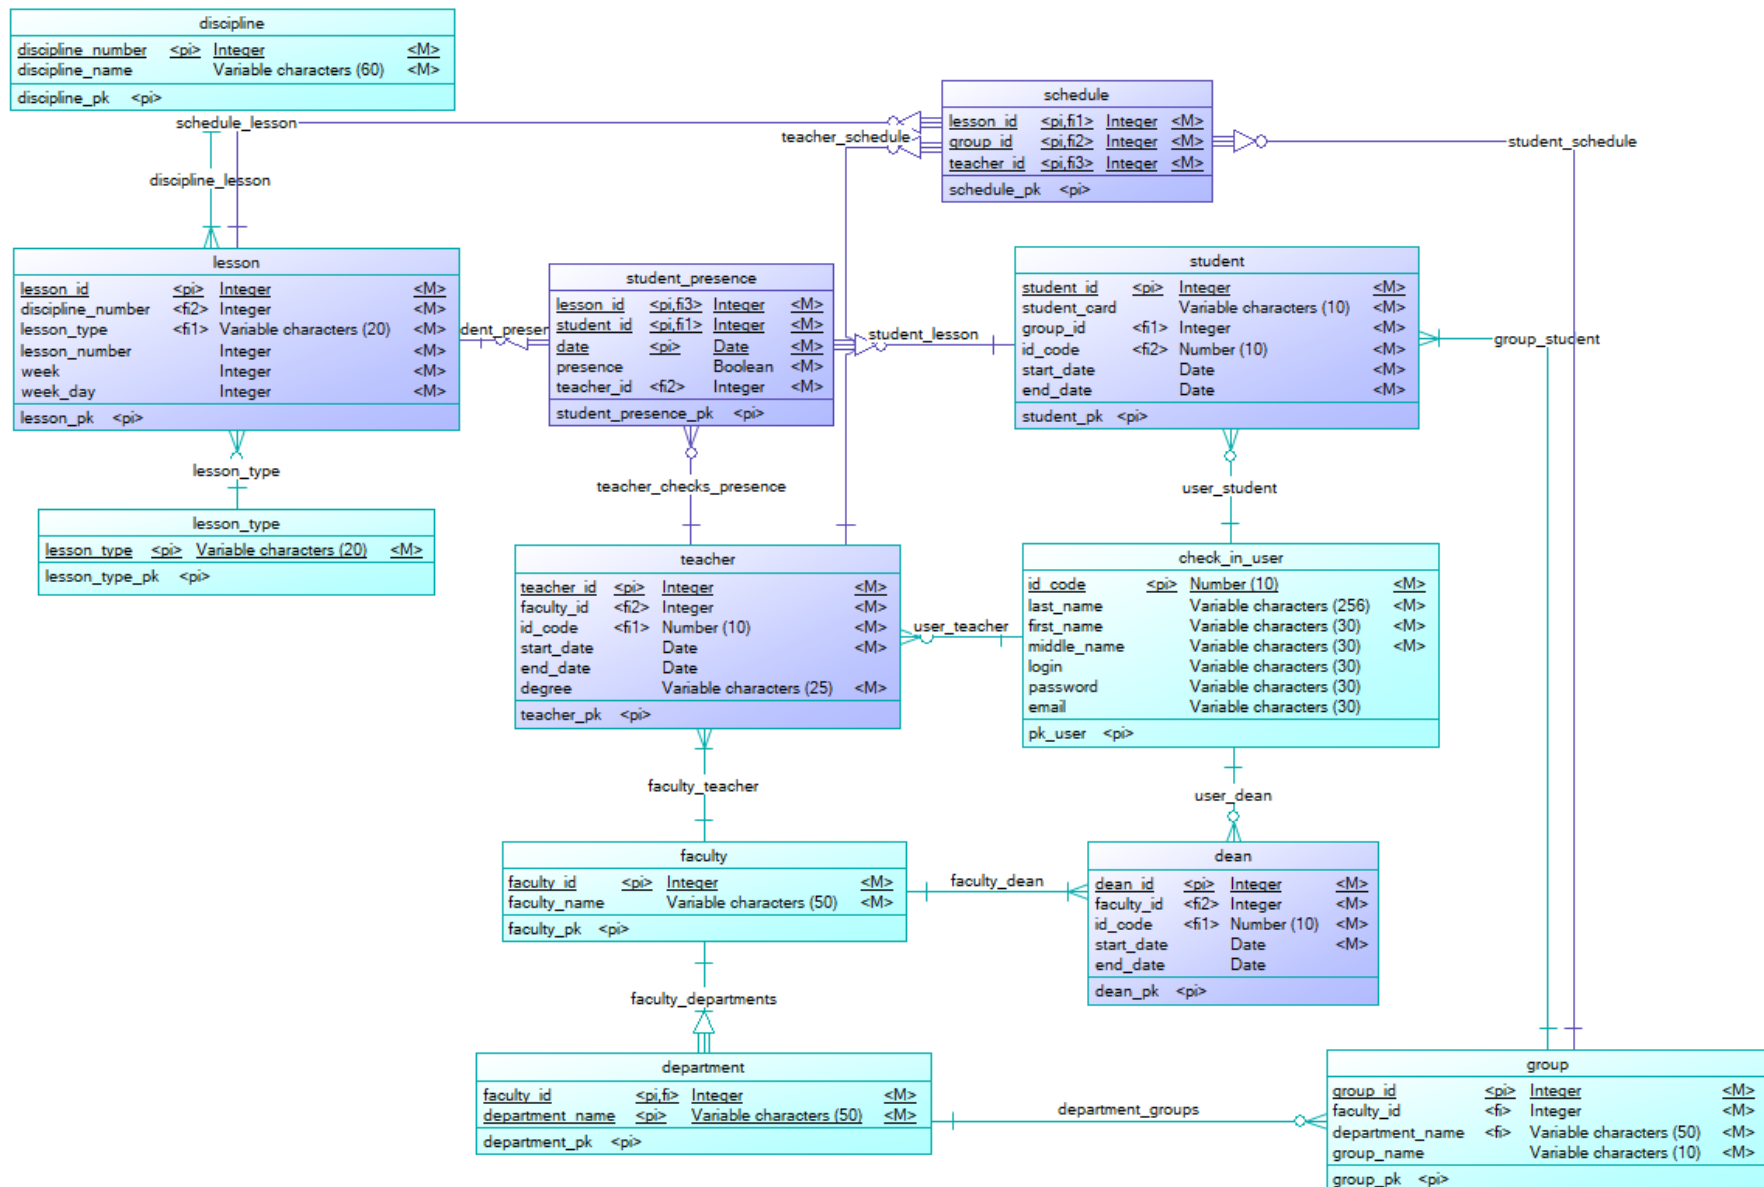 discipline
discipline_number <pi> Integer <M>
discipline_name Variable characters (60) <M>
discipline_pk <pi>
schedule
lesson_id <pi,fi1> Integer <M>
group_id <pi,fi2> Integer <M>
teacher_id <pi,fi3> Integer <M>
schedule_pk <pi>
schedule_lesson
teacher_schedule
student_schedule
discipline_lesson
lesson
lesson_id <pi> Integer <M>
discipline_number <fi2> Integer <M>
lesson_type <fi1> Variable characters (20) <M>
lesson_number Integer <M>
week Integer <M>
week_day Integer <M>
lesson_pk <pi>
dent_presen
student_presence
lesson_id <pi,fi3> Integer <M>
student_id <pi,fi1> Integer <M>
date <pi> Date <M>
presence Boolean <M>
teacher_id <fi2> Integer <M>
student_presence_pk <pi>
student_lesson
student
student_id <pi> Integer <M>
student_card Variable characters (10) <M>
group_id <fi1> Integer <M>
id_code <fi2> Number (10) <M>
start_date Date <M>
end_date Date <M>
student_pk <pi>
group_student
lesson_type
teacher_checks_presence
user_student
lesson_type
lesson_type <pi> Variable characters (20) <M>
lesson_type_pk <pi>
teacher
teacher_id <pi> Integer <M>
faculty_id <fi2> Integer <M>
id_code <fi1> Number (10) <M>
start_date Date <M>
end_date Date
degree Variable characters (25) <M>
teacher_pk <pi>
user_teacher
check_in_user
id_code <pi> Number (10) <M>
last_name Variable characters (256) <M>
first_name Variable characters (30) <M>
middle_name Variable characters (30) <M>
login Variable characters (30)
password Variable characters (30)
email Variable characters (30)
pk_user <pi>
faculty_teacher
user_dean
faculty
faculty_id <pi> Integer <M>
faculty_name Variable characters (50) <M>
faculty_pk <pi>
faculty_dean
dean
dean_id <pi> Integer <M>
faculty_id <fi2> Integer <M>
id_code <fi1> Number (10) <M>
start_date Date <M>
end_date Date
dean_pk <pi>
faculty_departments
department
faculty_id <pi,fi> Integer <M>
department_name <pi> Variable characters (50) <M>
department_pk <pi>
department_groups
group
group_id <pi> Integer <M>
faculty_id <fi> Integer <M>
department_name <fi> Variable characters (50) <M>
group_name Variable characters (10) <M>
group_pk <pi>